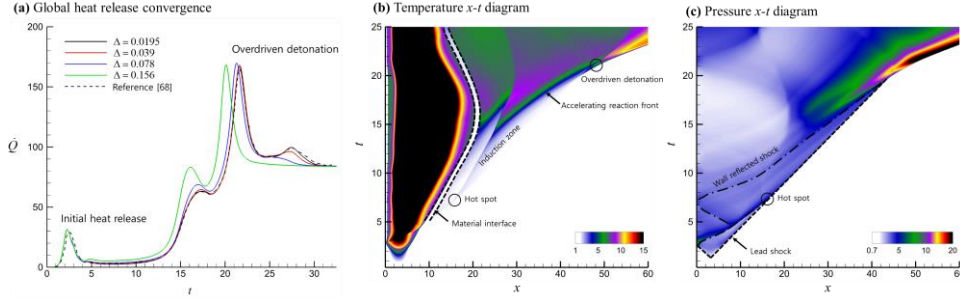 (a) Global heat release convergence
Δ = 0.0195
Δ = 0.039
Δ = 0.078
Δ = 0.156
Reference [68]
Overdriven detonation
Initial heat release
Q̇
200
150
100
50
0
0 5 10 15 20 25 30
t
(b) Temperature x-t diagram
Overdriven detonation
Accelerating reaction front
Induction zone
Hot spot
Material interface
1 5 10 15
t
25
20
15
10
5
0 10 20 30 40 50 60
x
(c) Pressure x-t diagram
Wall reflected shock
Hot spot
Lead shock
0.7 5 10 20
t
25
20
15
10
5
0 10 20 30 40 50 60
x